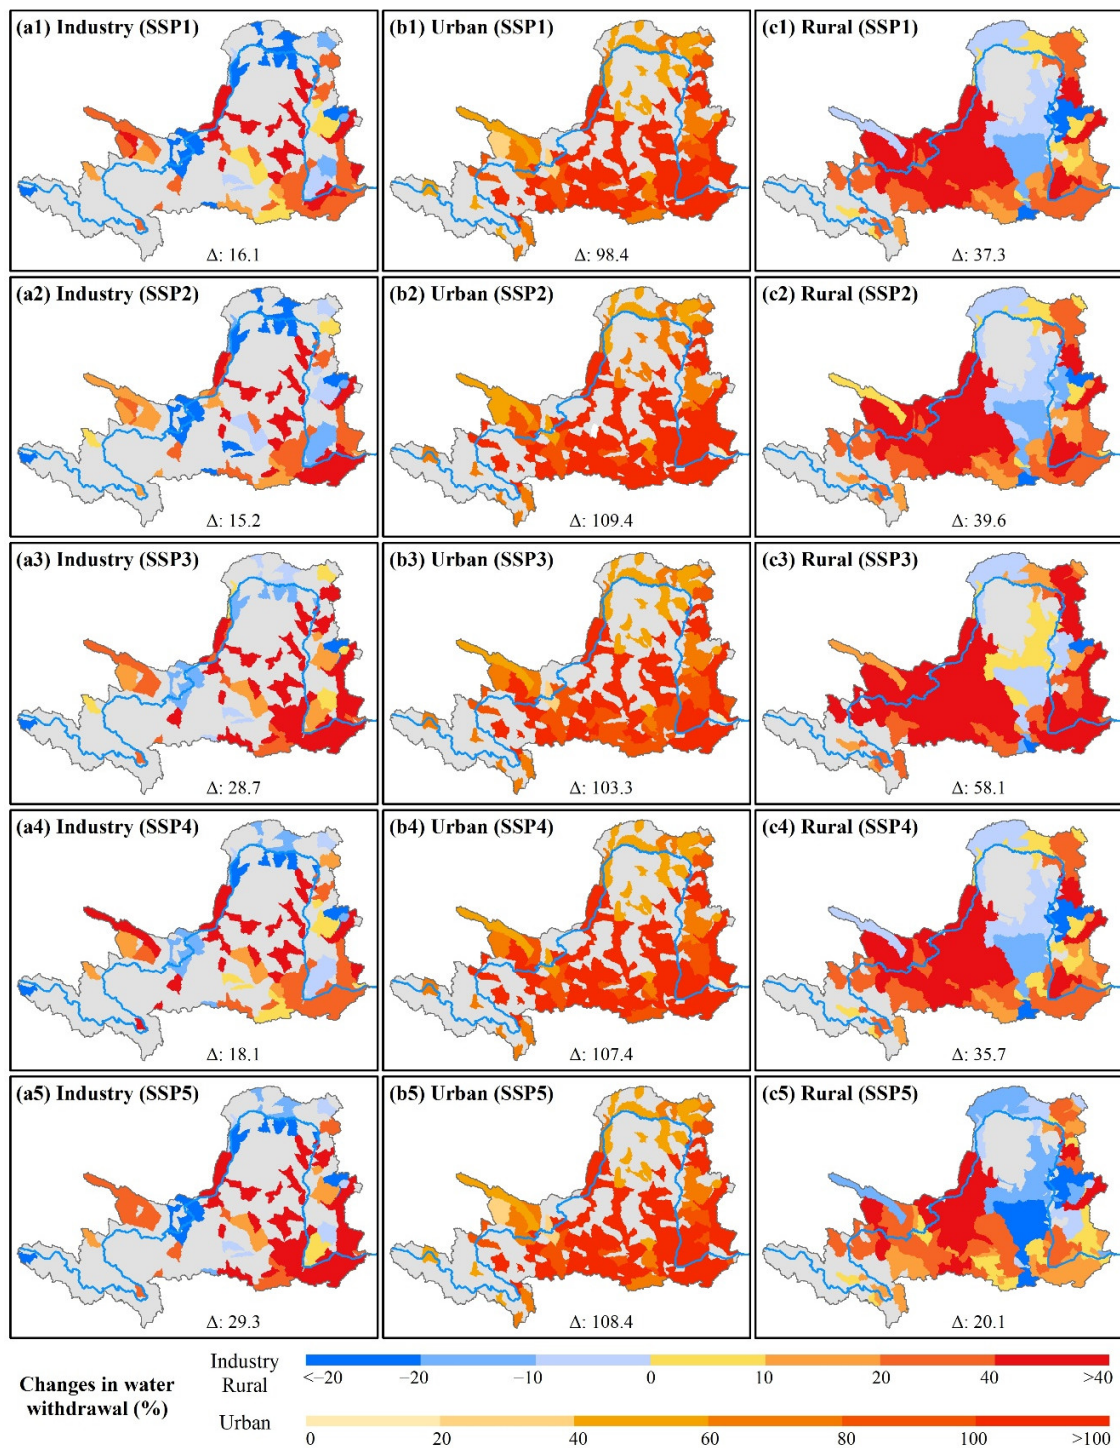 (a1) Industry (SSP1)
Δ: 16.1
(b1) Urban (SSP1)
Δ: 98.4
(c1) Rural (SSP1)
Δ: 37.3
(a2) Industry (SSP2)
Δ: 15.2
(b2) Urban (SSP2)
Δ: 109.4
(c2) Rural (SSP2)
Δ: 39.6
(a3) Industry (SSP3)
Δ: 28.7
(b3) Urban (SSP3)
Δ: 103.3
(c3) Rural (SSP3)
Δ: 58.1
(a4) Industry (SSP4)
Δ: 18.1
(b4) Urban (SSP4)
Δ: 107.4
(c4) Rural (SSP4)
Δ: 35.7
(a5) Industry (SSP5)
Δ: 29.3
(b5) Urban (SSP5)
Δ: 108.4
(c5) Rural (SSP5)
Δ: 20.1
Changes in water
withdrawal (%)
Industry
Rural
<−20 −20 −10 0 10 20 40 >40
Urban
0 20 40 60 80 100 >100